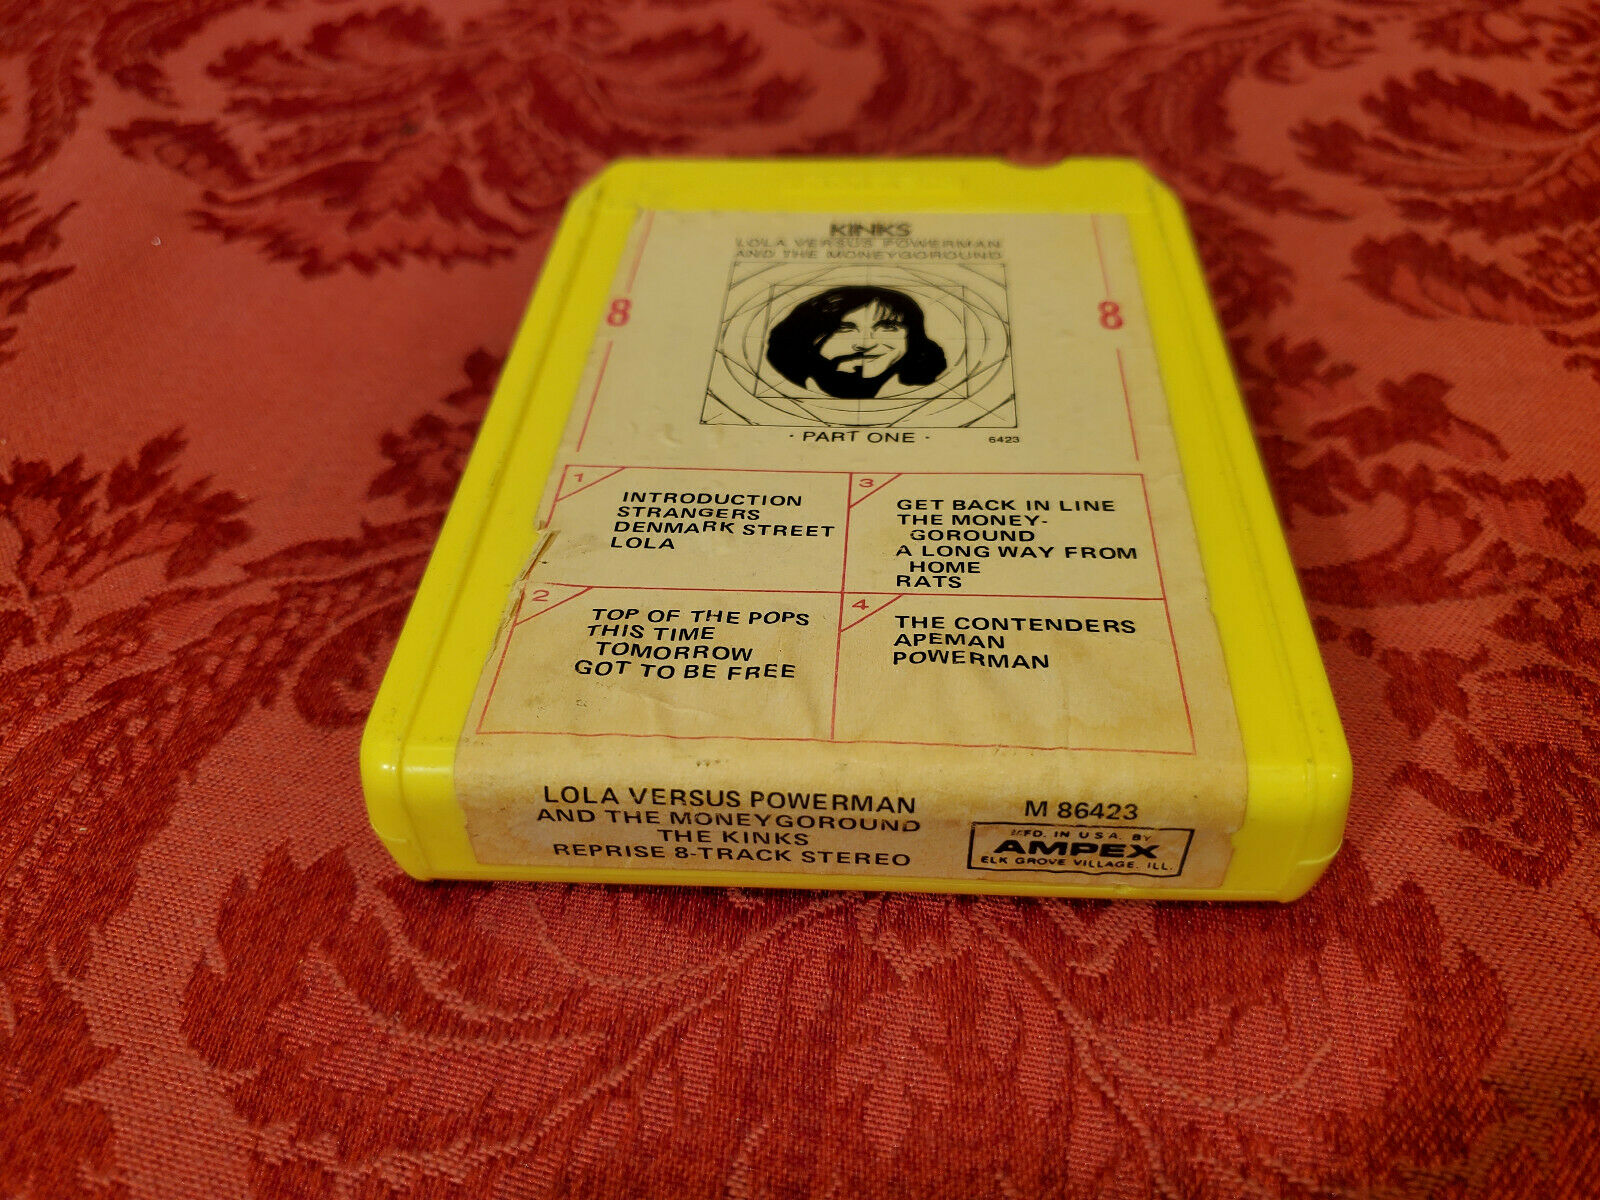 KINKS
LOLA VERSUS POWERMAN
AND THE MONEYGOROUND
8
8
· PART ONE ·
6423
1
INTRODUCTION
STRANGERS
DENMARK STREET
LOLA
2
TOP OF THE POPS
THIS TIME
TOMORROW
GOT TO BE FREE
3
GET BACK IN LINE
THE MONEY-
GOROUND
A LONG WAY FROM
HOME
RATS
4
THE CONTENDERS
APEMAN
POWERMAN
LOLA VERSUS POWERMAN
AND THE MONEYGOROUND
THE KINKS
REPRISE 8-TRACK STEREO
M 86423
MFD. IN U.S.A. BY
AMPEX
ELK GROVE VILLAGE, ILL.